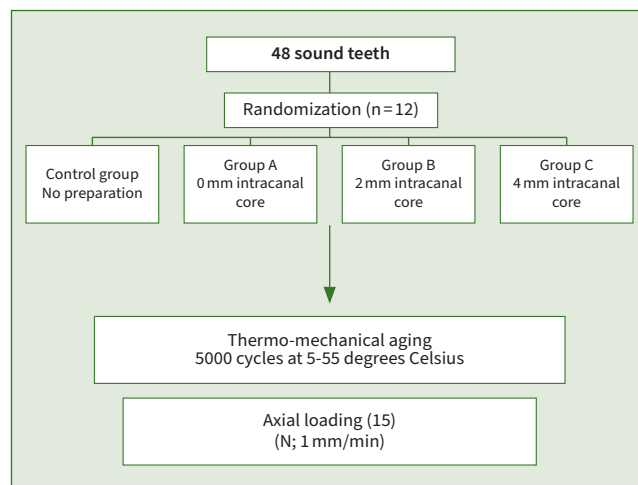 48 sound teeth
Randomization (n=12)
Control group
No preparation
Group A
0 mm intracanal
core
Group B
2 mm intracanal
core
Group C
4 mm intracanal
core
Thermo-mechanical aging
5000 cycles at 5-55 degrees Celsius
Axial loading (15)
(N; 1 mm/min)